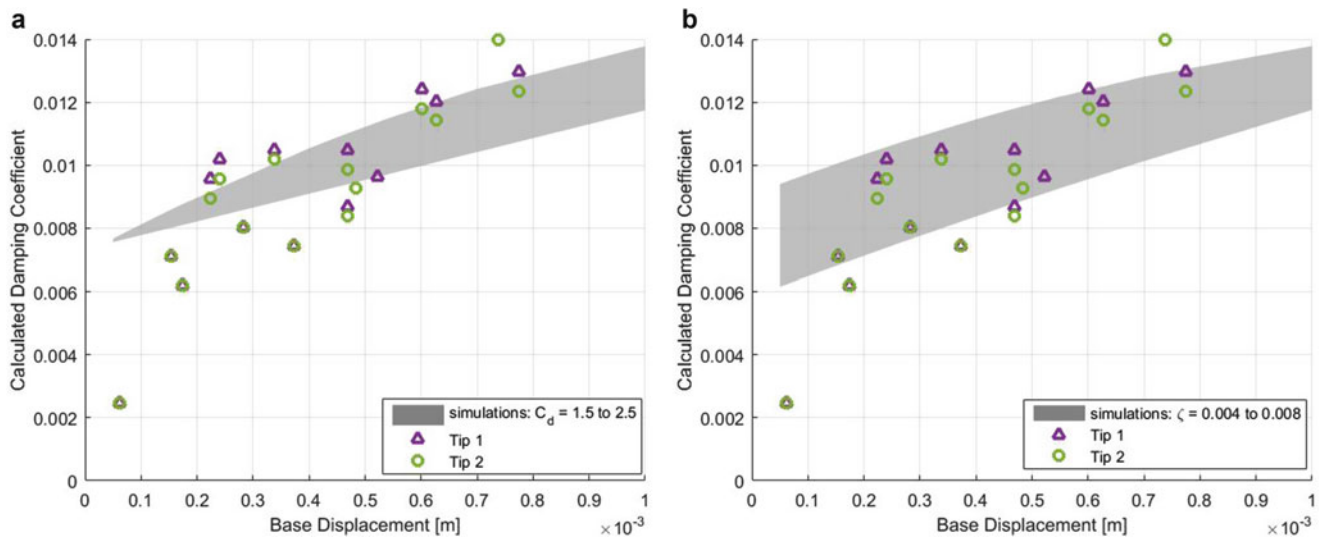 a
0.014
0.012
0.01
0.008
0.006
0.004
0.002
0
Calculated Damping Coefficient
simulations: C_d = 1.5 to 2.5
Tip 1
Tip 2
0 0.1 0.2 0.3 0.4 0.5 0.6 0.7 0.8 0.9 1
Base Displacement [m]
×10^-3
b
0.014
0.012
0.01
0.008
0.006
0.004
0.002
0
Calculated Damping Coefficient
simulations: ζ = 0.004 to 0.008
Tip 1
Tip 2
0 0.1 0.2 0.3 0.4 0.5 0.6 0.7 0.8 0.9 1
Base Displacement [m]
×10^-3